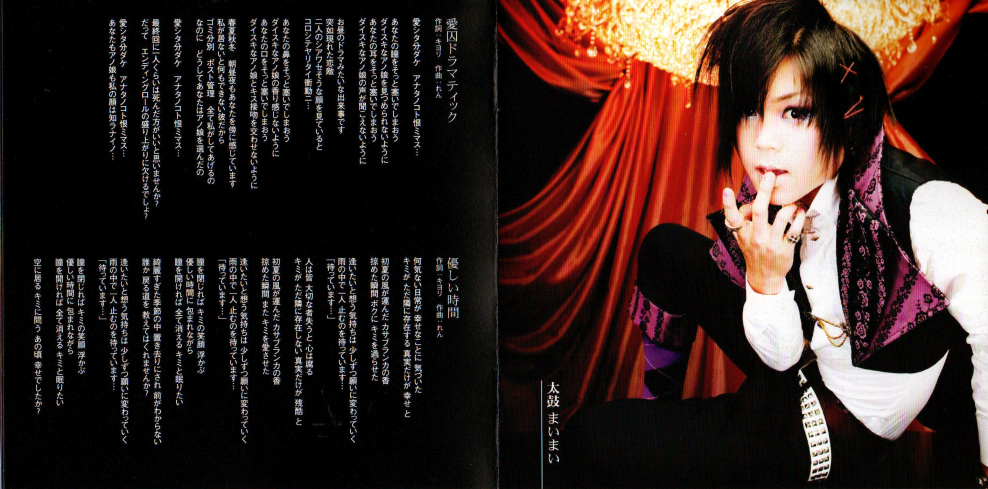 愛囚ドラマティック
作詞：キヨリ　作曲：れん
あなたの瞳をそっと塞いでしまおう
ダイスキなアノ娘を見つめられないように
あなたの耳をそっと塞いでしまおう
ダイスキなアノ娘の声が聞こえないように
お昼のドラマみたいな出来事です
突如現れた恋敵
二人のシアワセそうな顔を見ていると
コロシテヤリタイ衝動ニ…
あなたの鼻をそっと塞いでしまおう
ダイスキなアノ娘の香り感じないように
あなたの口をそっと塞いでしまおう
ダイスキなアノ娘とキス接吻を交わせないように
愛シタ分ダケ　アナタノコト恨ミマス…
春夏秋冬　朝昼夜もあなたを傍に感じています
私が居ないと何もできない彼だから
ゴミ分別　ポスト管理　全て私がしてあげるの
なのに　どうしてあなたはアノ娘を選んだの
愛シタ分ダケ　アナタノコト恨ミマス…
最終回に一人くらいは死んだ方がいいと思いませんか？
だって　エンディングロールの盛り上がりに欠けるでしょ？
愛シタ分ダケ　アナタノコト恨ミマス…
あなたもアノ娘も私の顔は知ラナイノ…
優しい時間
作詞：キヨリ　作曲：れん
何気ない日常が 幸せなことに気づいた
キミが ただ隣に存在する 真実だけが 幸せ と
初夏の風が運んだ カサブランカの香
掠めた瞬間 ボクにキミを過らせた
逢いたいと想う気持ちは 少しずつ願いに変わっていく
雨の中で一人 止むのを待っています…
「待っています…」
人は皆 大切な者失うと 心は腐る
キミが ただ隣に存在しない 真実だけが 残酷 と
初夏の風が運んだ カサブランカの香
掠めた瞬間 またキミを愛させた
逢いたいと想う気持ちは 少しずつ願いに変わっていく
雨の中で一人 止むのを待っています…
「待っています…」
瞳を閉じれば キミの笑顔 浮かぶ
優しい時間に 包まれながら
瞳を開ければ 全て消える キミと眠りたい
綺麗すぎた季節の中 置き去りにされ 前がわからない
誰か 戻る道を 教えてはくれませんか？
逢いたいと想う気持ちは 少しずつ願いに変わっていく
雨の中で一人 止むのを待っています…
「待っています…」
瞳を閉じれば キミの笑顔 浮かぶ
優しい時間に 包まれながら
瞳を開ければ 全て消える キミと眠りたい
空に居る キミに問う あの頃 幸せでしたか？
太鼓 まいまい